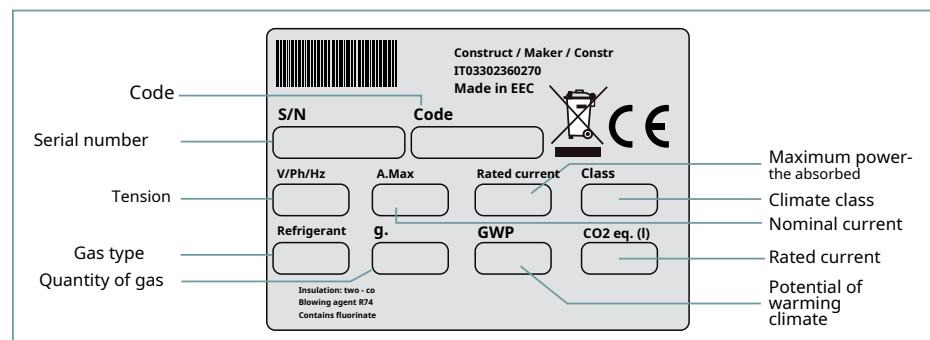 Construct / Maker / Constr
IT03302360270
Made in EEC
Code
S/N
Code
Serial number
Maximum power-
the absorbed
V/Ph/Hz
A.Max
Rated current
Class
Tension
Climate class
Nominal current
Refrigerant
g.
GWP
CO2 eq. (l)
Gas type
Rated current
Quantity of gas
Potential of
warming
climate
Insulation: two - co
Blowing agent R74
Contains fluorinate